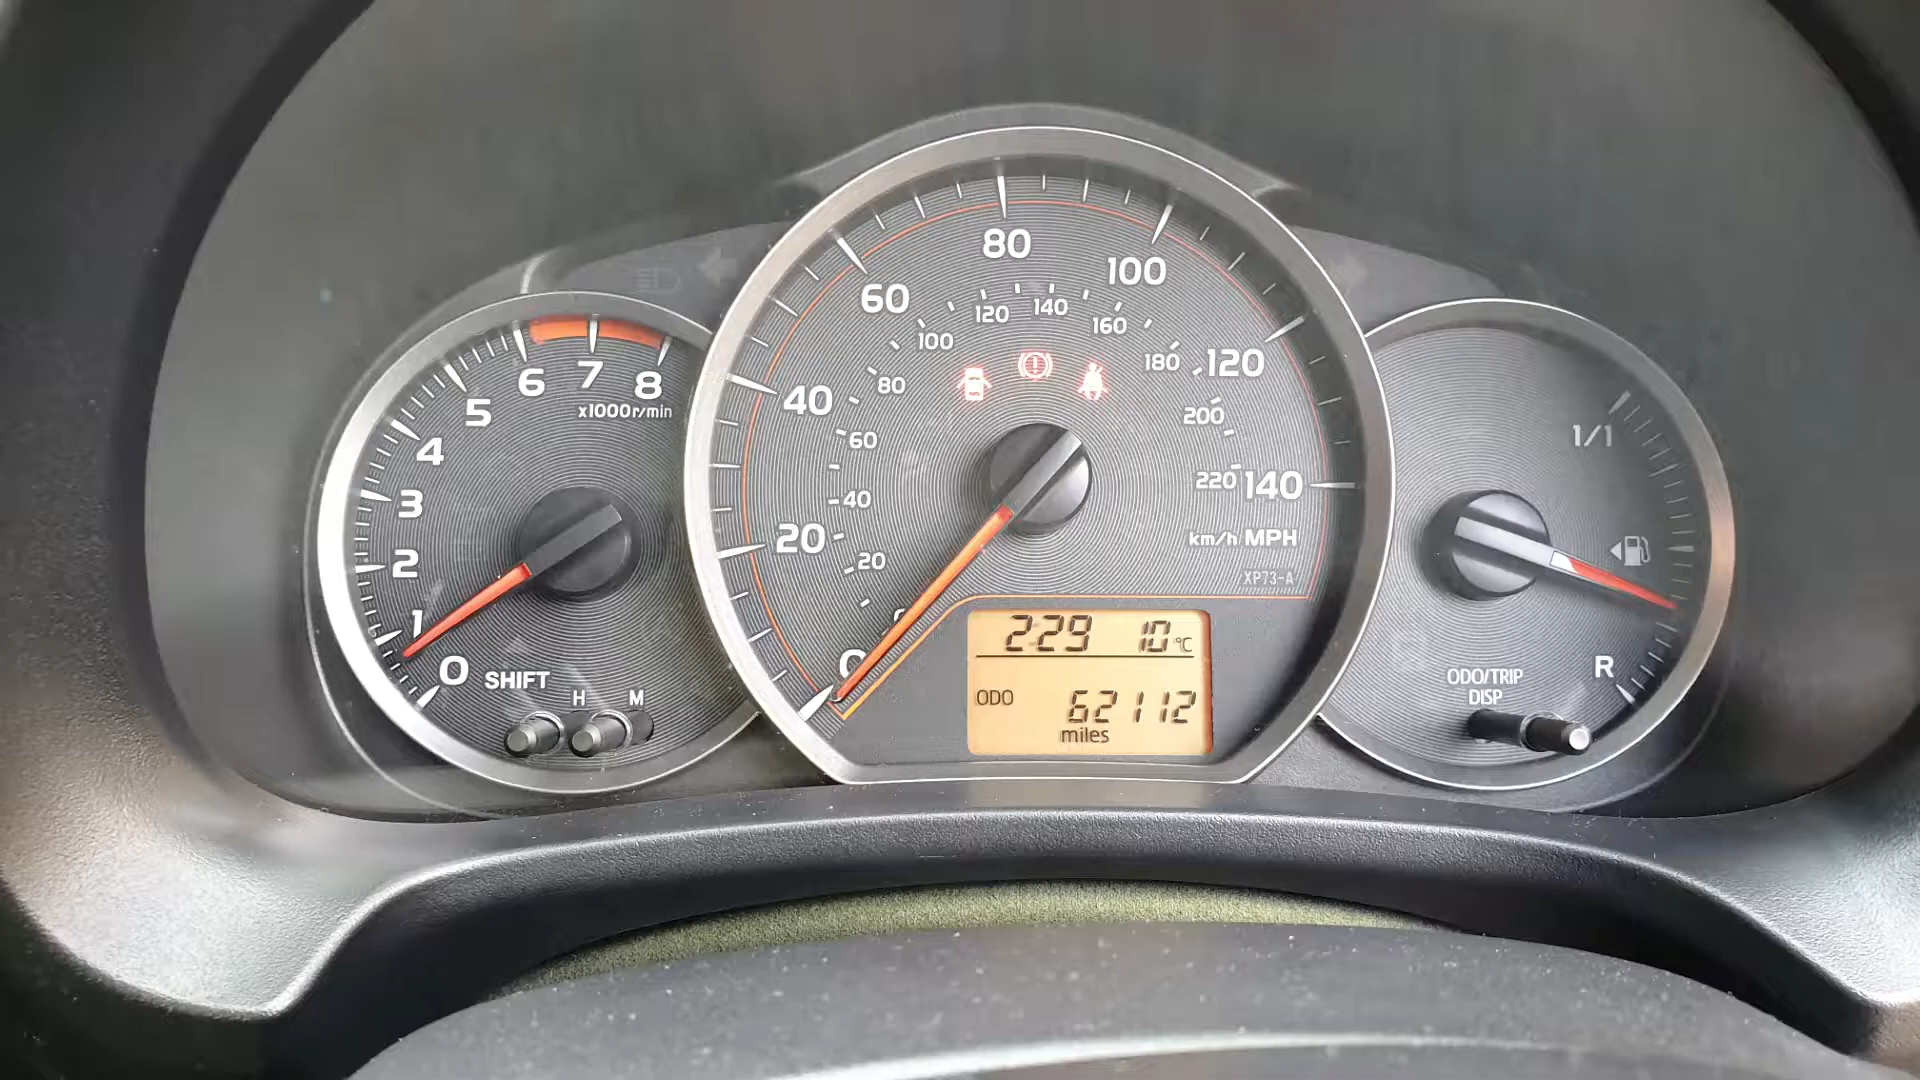 80
100
60
120
40
140
20
0
MPH
km/h
20
40
60
80
100
120
140
160
180
200
220
XP73-A
0
1
2
3
4
5
6
7
8
x1000r/min
SHIFT
H M
2:29 10°C
ODO 62112
miles
1/1
R
ODO/TRIP
DISP